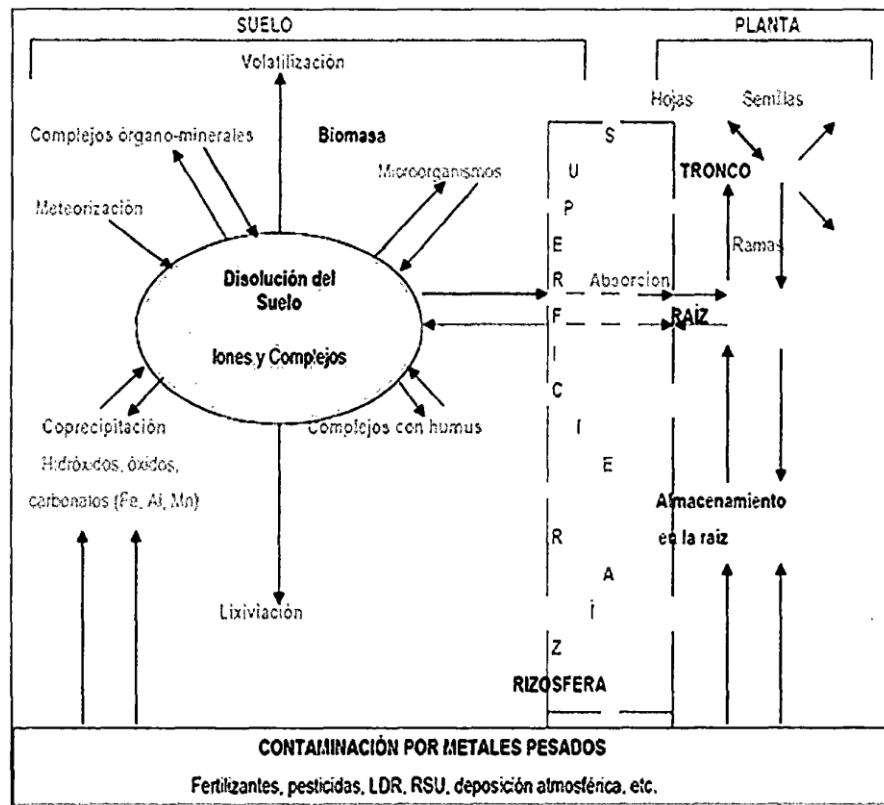 SUELO
PLANTA
Volatilización
Hojas
Semillas
Complejos órgano-minerales
Biomasa
Microorganismos
TRONCO
Meteorización
Ramas
Disolución del
Suelo
Iones y Complejos
Absorcion
RAÍZ
SUPERFICIE RAÍZ
Coprecipitación
Hidróxidos, óxidos,
carbonatos (Fe, Al, Mn)
Complejos con humus
Almacenamiento
en la raiz
Lixiviación
RIZOSFERA
CONTAMINACIÓN POR METALES PESADOS
Fertilizantes, pesticidas, LDR, RSU, deposición atmosférica, etc.